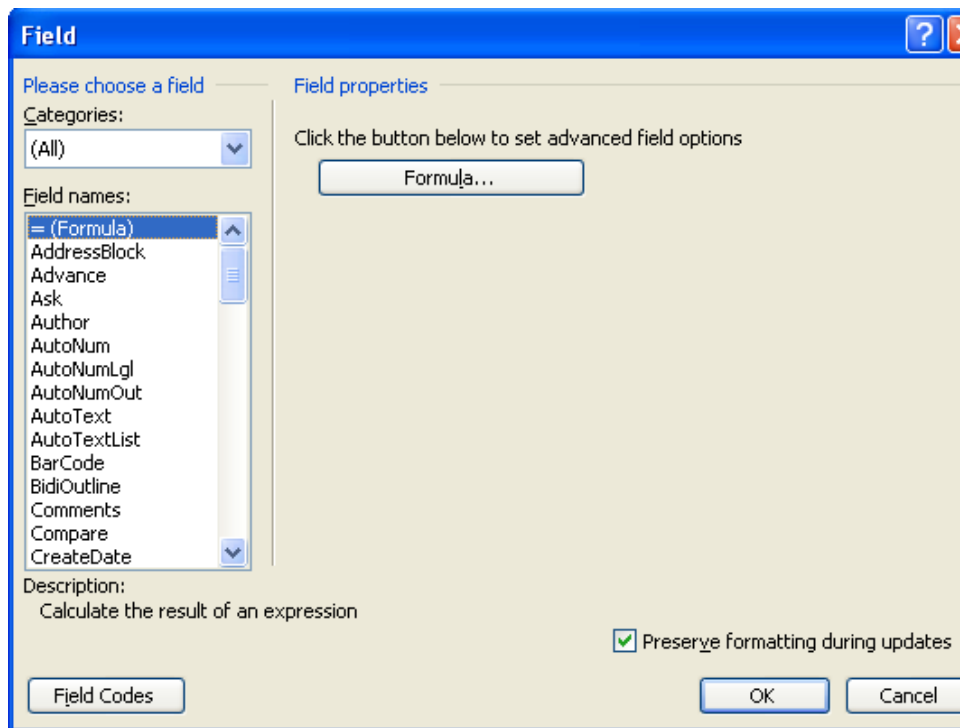 Field
Please choose a field
Categories:
(All)
Field names:
= (Formula)
AddressBlock
Advance
Ask
Author
AutoNum
AutoNumLgl
AutoNumOut
AutoText
AutoTextList
BarCode
BidiOutline
Comments
Compare
CreateDate
Field properties
Click the button below to set advanced field options
Formula...
Description:
Calculate the result of an expression
Preserve formatting during updates
Field Codes
OK
Cancel